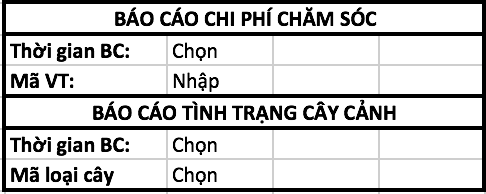 BÁO CÁO CHI PHÍ CHĂM SÓC
Thời gian BC: Chọn
Mã VT: Nhập
BÁO CÁO TÌNH TRẠNG CÂY CẢNH
Thời gian BC: Chọn
Mã loại cây Chọn